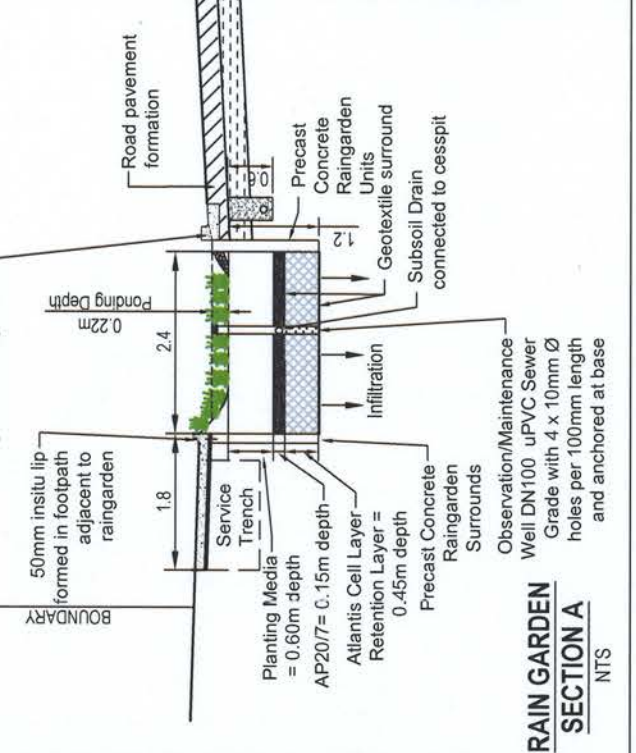 BOUNDARY
50mm insitu lip
formed in footpath
adjacent to
raingarden
Road pavement
formation
0.22m
Ponding Depth
2.4
1.8
0.6
1.2
Service
Trench
Precast
Concrete
Raingarden
Units
Geotextile surround
Subsoil Drain
connected to cesspit
Infiltration
Planting Media
= 0.60m depth
AP20/7= 0.15m depth
Atlantis Cell Layer
Retention Layer =
0.45m depth
Precast Concrete
Raingarden
Surrounds
Observation/Maintenance
Well DN100 uPVC Sewer
Grade with 4 x 10mm Ø
holes per 100mm length
and anchored at base
RAIN GARDEN
SECTION A
NTS